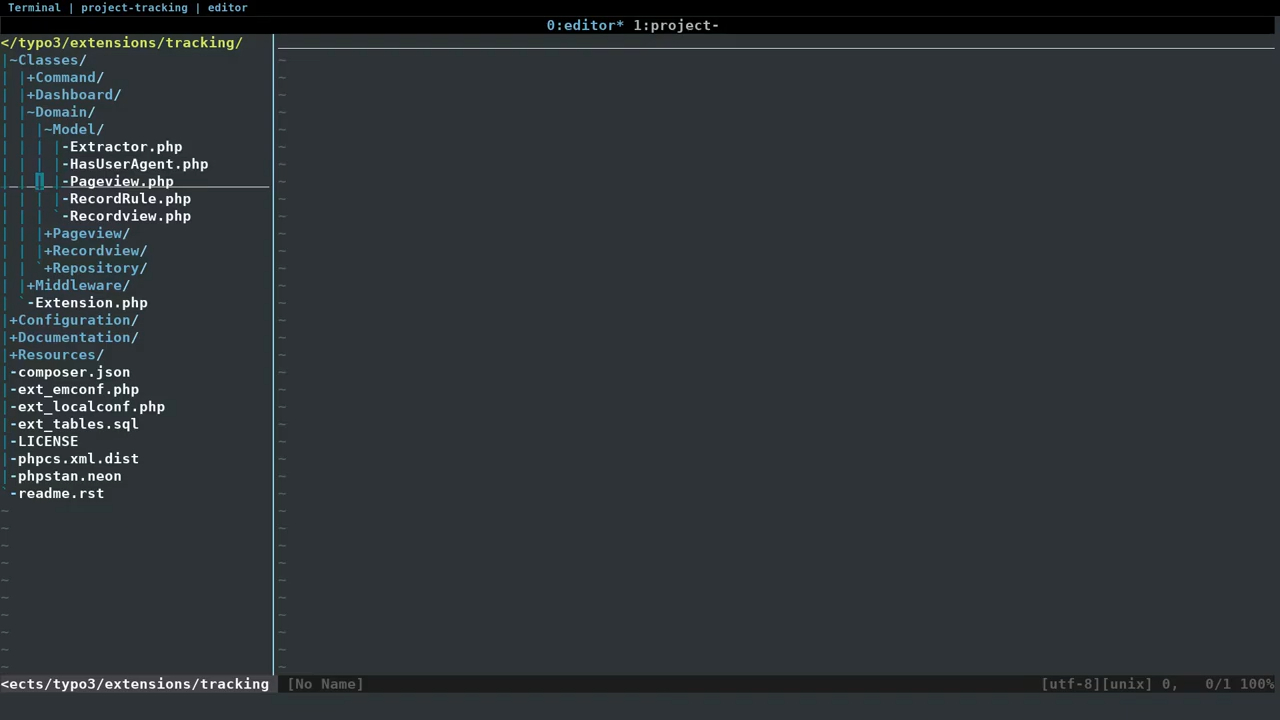 Terminal | project-tracking | editor
0:editor* 1:project-
</typo3/extensions/tracking/
|~Classes/
| |+Command/
| |+Dashboard/
| |~Domain/
| | |~Model/
| | | |-Extractor.php
| | | |-HasUserAgent.php
| | | |-Pageview.php
| | | |-RecordRule.php
| | | `-Recordview.php
| | |+Pageview/
| | |+Recordview/
| | `+Repository/
| |+Middleware/
| `-Extension.php
|+Configuration/
|+Documentation/
|+Resources/
|-composer.json
|-ext_emconf.php
|-ext_localconf.php
|-ext_tables.sql
|-LICENSE
|-phpcs.xml.dist
|-phpstan.neon
`-readme.rst
<ects/typo3/extensions/tracking [No Name] [utf-8][unix] 0, 0/1 100%